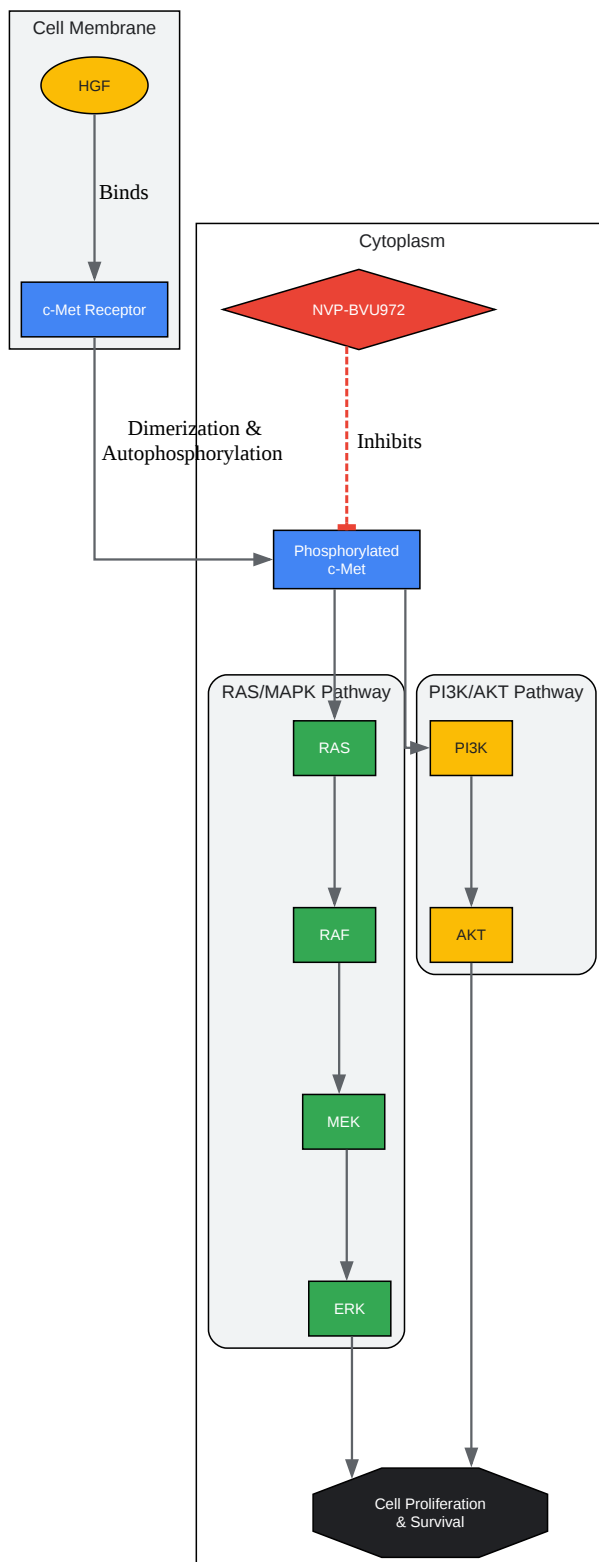 Cell Membrane
HGF
Binds
Cytoplasm
c-Met Receptor
NVP-BVU972
Dimerization &
Autophosphorylation
Inhibits
Phosphorylated
c-Met
RAS/MAPK Pathway
PI3K/AKT Pathway
RAS
PI3K
RAF
AKT
MEK
ERK
Cell Proliferation
& Survival